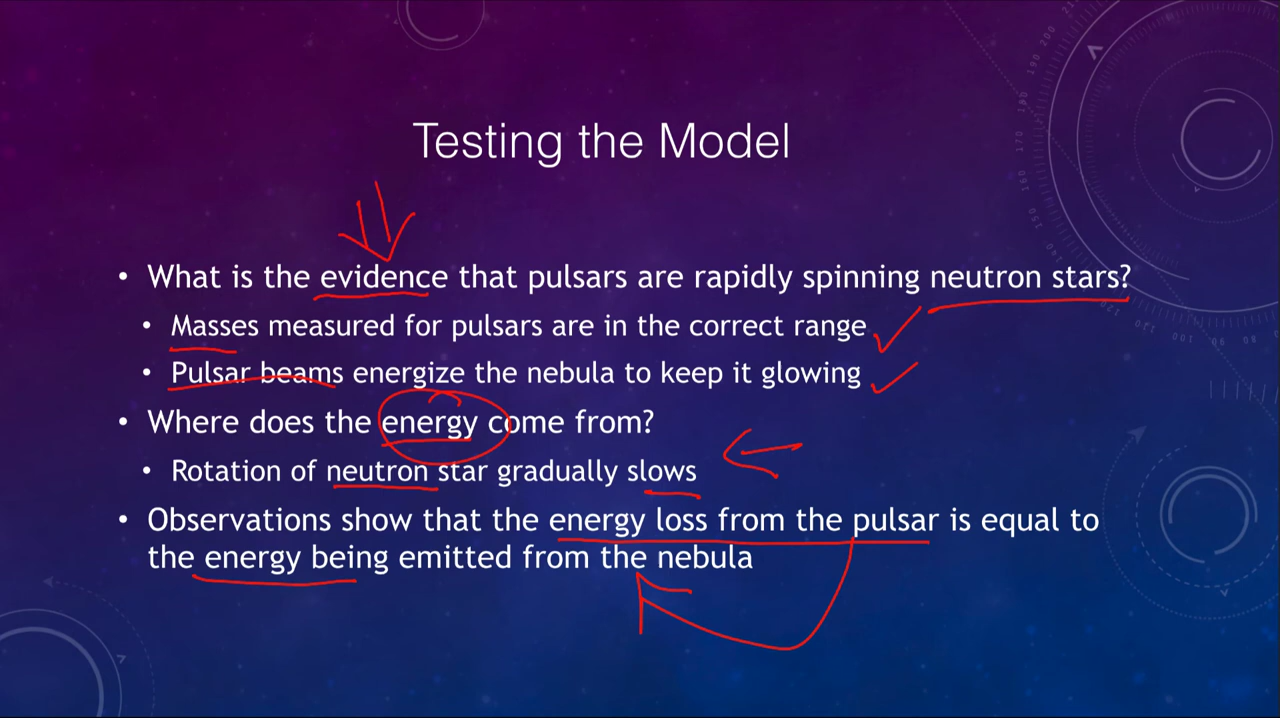 Testing the Model
• What is the evidence that pulsars are rapidly spinning neutron stars?
• Masses measured for pulsars are in the correct range
• Pulsar beams energize the nebula to keep it glowing
• Where does the energy come from?
• Rotation of neutron star gradually slows
• Observations show that the energy loss from the pulsar is equal to
the energy being emitted from the nebula